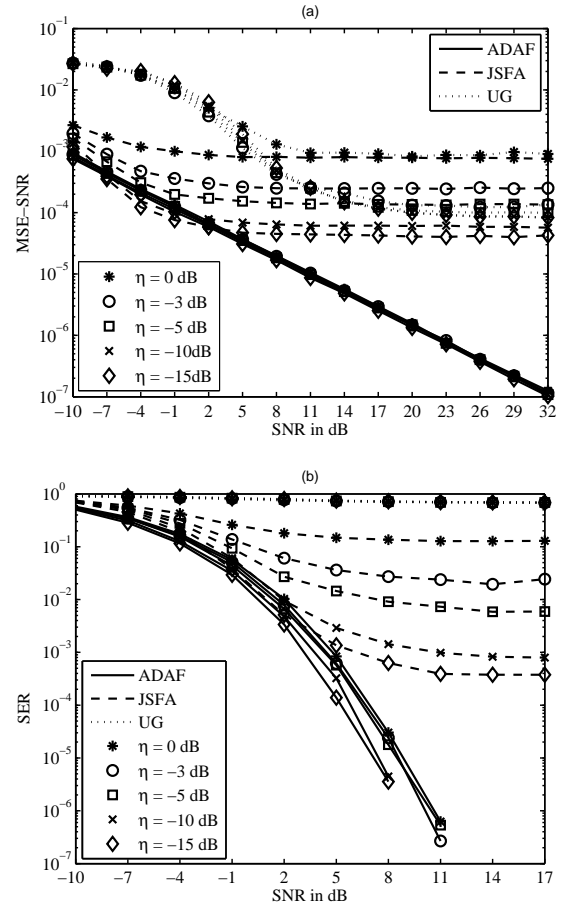 (a)
10⁰
10⁻¹
10⁻²
10⁻³
10⁻⁴
10⁻⁵
10⁻⁶
10⁻⁷
MSE−SNR
ADAF
JSFA
UG
η = 0 dB
η = −3 dB
η = −5 dB
η = −10dB
η = −15dB
−10 −7 −4 −1 2 5 8 11 14 17 20 23 26 29 32
SNR in dB
(b)
10⁰
10⁻¹
10⁻²
10⁻³
10⁻⁴
10⁻⁵
10⁻⁶
10⁻⁷
SER
ADAF
JSFA
UG
η = 0 dB
η = −3 dB
η = −5 dB
η = −10 dB
η = −15 dB
−10 −7 −4 −1 2 5 8 11 14 17
SNR in dB